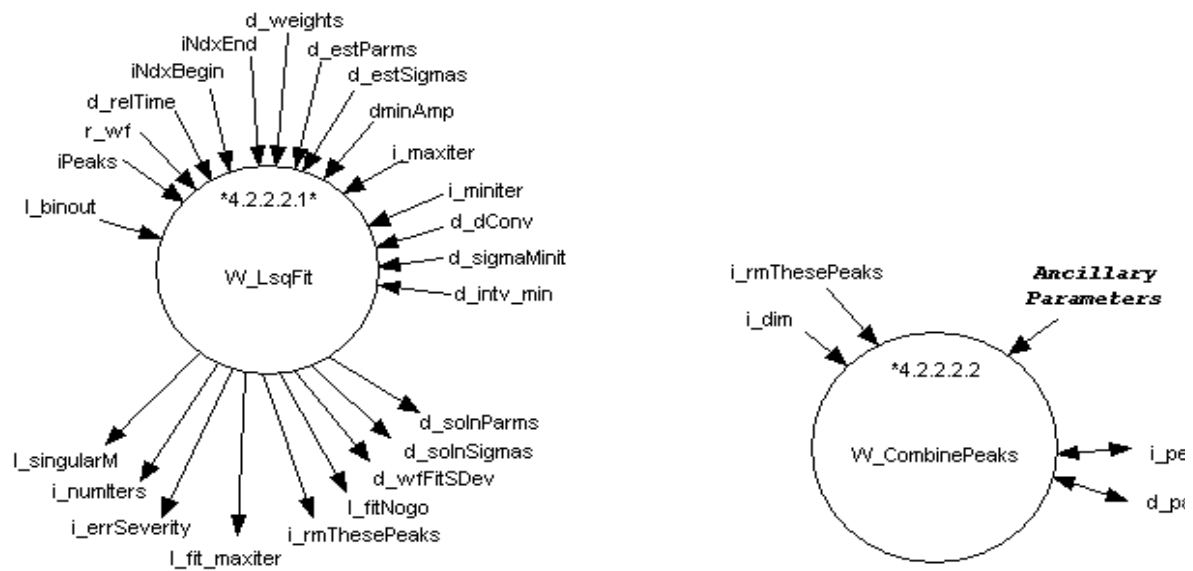 d_weights
iNdxEnd
d_estParms
iNdxBegin
d_estSigmas
d_relTime
dminAmp
r_wf
i_maxiter
iPeaks
*4.2.2.2.1*
i_miniter
l_binout
d_dConv
d_sigmaMinit
W_LsqFit
d_intv_min
i_rmThesePeaks
Ancillary
Parameters
i_dim
*4.2.2.2.2
d_solnParms
d_solnSigmas
W_CombinePeaks
i_pe
l_singularM
d_wfFitSDev
i_numIters
l_fitNogo
d_pa
i_errSeverity
i_rmThesePeaks
l_fit_maxiter